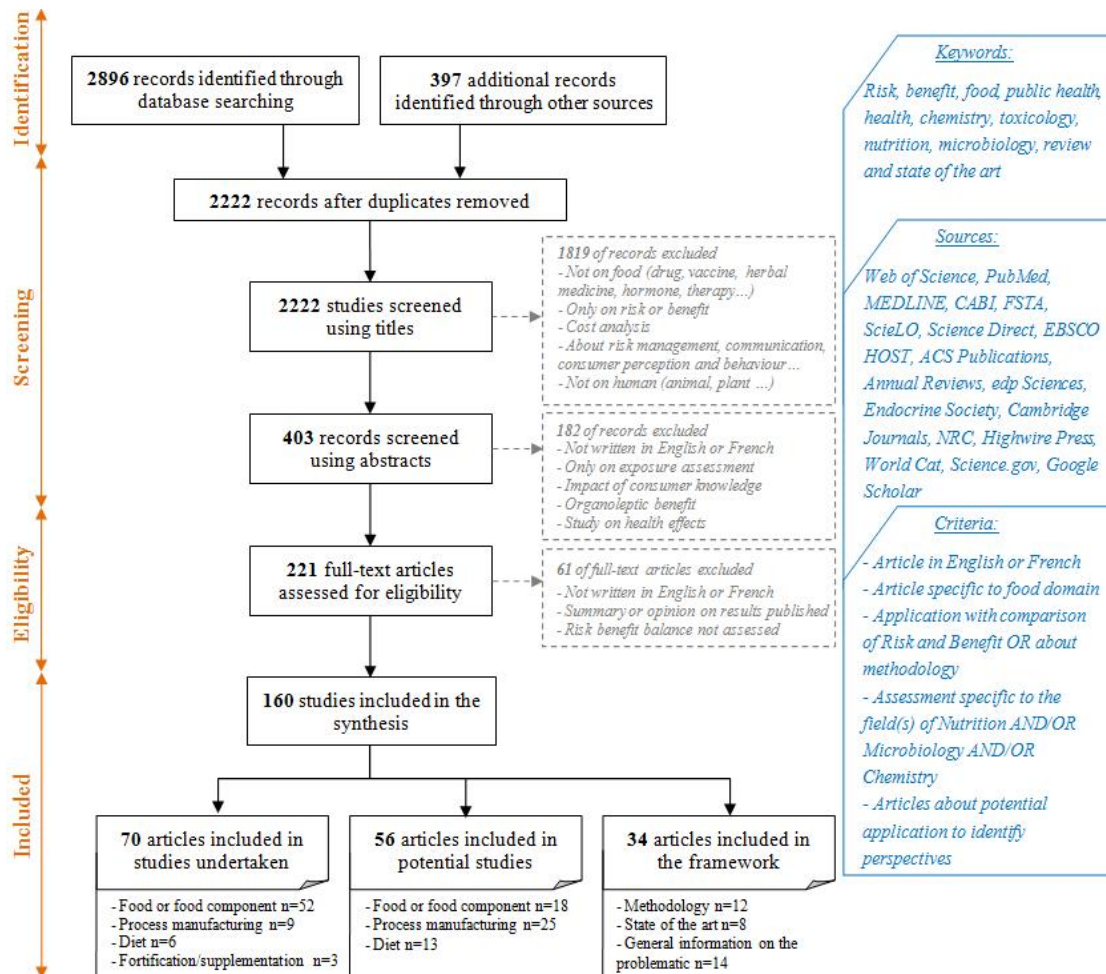 Identification
2896 records identified through
database searching
397 additional records
identified through other sources
Screening
2222 records after duplicates removed
2222 studies screened
using titles
1819 of records excluded
- Not on food (drug, vaccine, herbal
medicine, hormone, therapy…)
- Only on risk or benefit
- Cost analysis
- About risk management, communication,
consumer perception and behaviour…
- Not on human (animal, plant …)
403 records screened
using abstracts
182 of records excluded
- Not written in English or French
- Only on exposure assessment
- Impact of consumer knowledge
- Organoleptic benefit
- Study on health effects
Eligibility
221 full-text articles
assessed for eligibility
61 of full-text articles excluded
- Not written in English or French
- Summary or opinion on results published
- Risk benefit balance not assessed
Included
160 studies included in the
synthesis
70 articles included in
studies undertaken
- Food or food component n=52
- Process manufacturing n=9
- Diet n=6
- Fortification/supplementation n=3
56 articles included in
potential studies
- Food or food component n=18
- Process manufacturing n=25
- Diet n=13
34 articles included in
the framework
- Methodology n=12
- State of the art n=8
- General information on the
problematic n=14
Keywords:
Risk, benefit, food, public health,
health, chemistry, toxicology,
nutrition, microbiology, review
and state of the art
Sources:
Web of Science, PubMed,
MEDLINE, CABI, FSTA,
ScieLO, Science Direct, EBSCO
HOST, ACS Publications,
Annual Reviews, edp Sciences,
Endocrine Society, Cambridge
Journals, NRC, Highwire Press,
World Cat, Science.gov, Google
Scholar
Criteria:
- Article in English or French
- Article specific to food domain
- Application with comparison
of Risk and Benefit OR about
methodology
- Assessment specific to the
field(s) of Nutrition AND/OR
Microbiology AND/OR
Chemistry
- Articles about potential
application to identify
perspectives